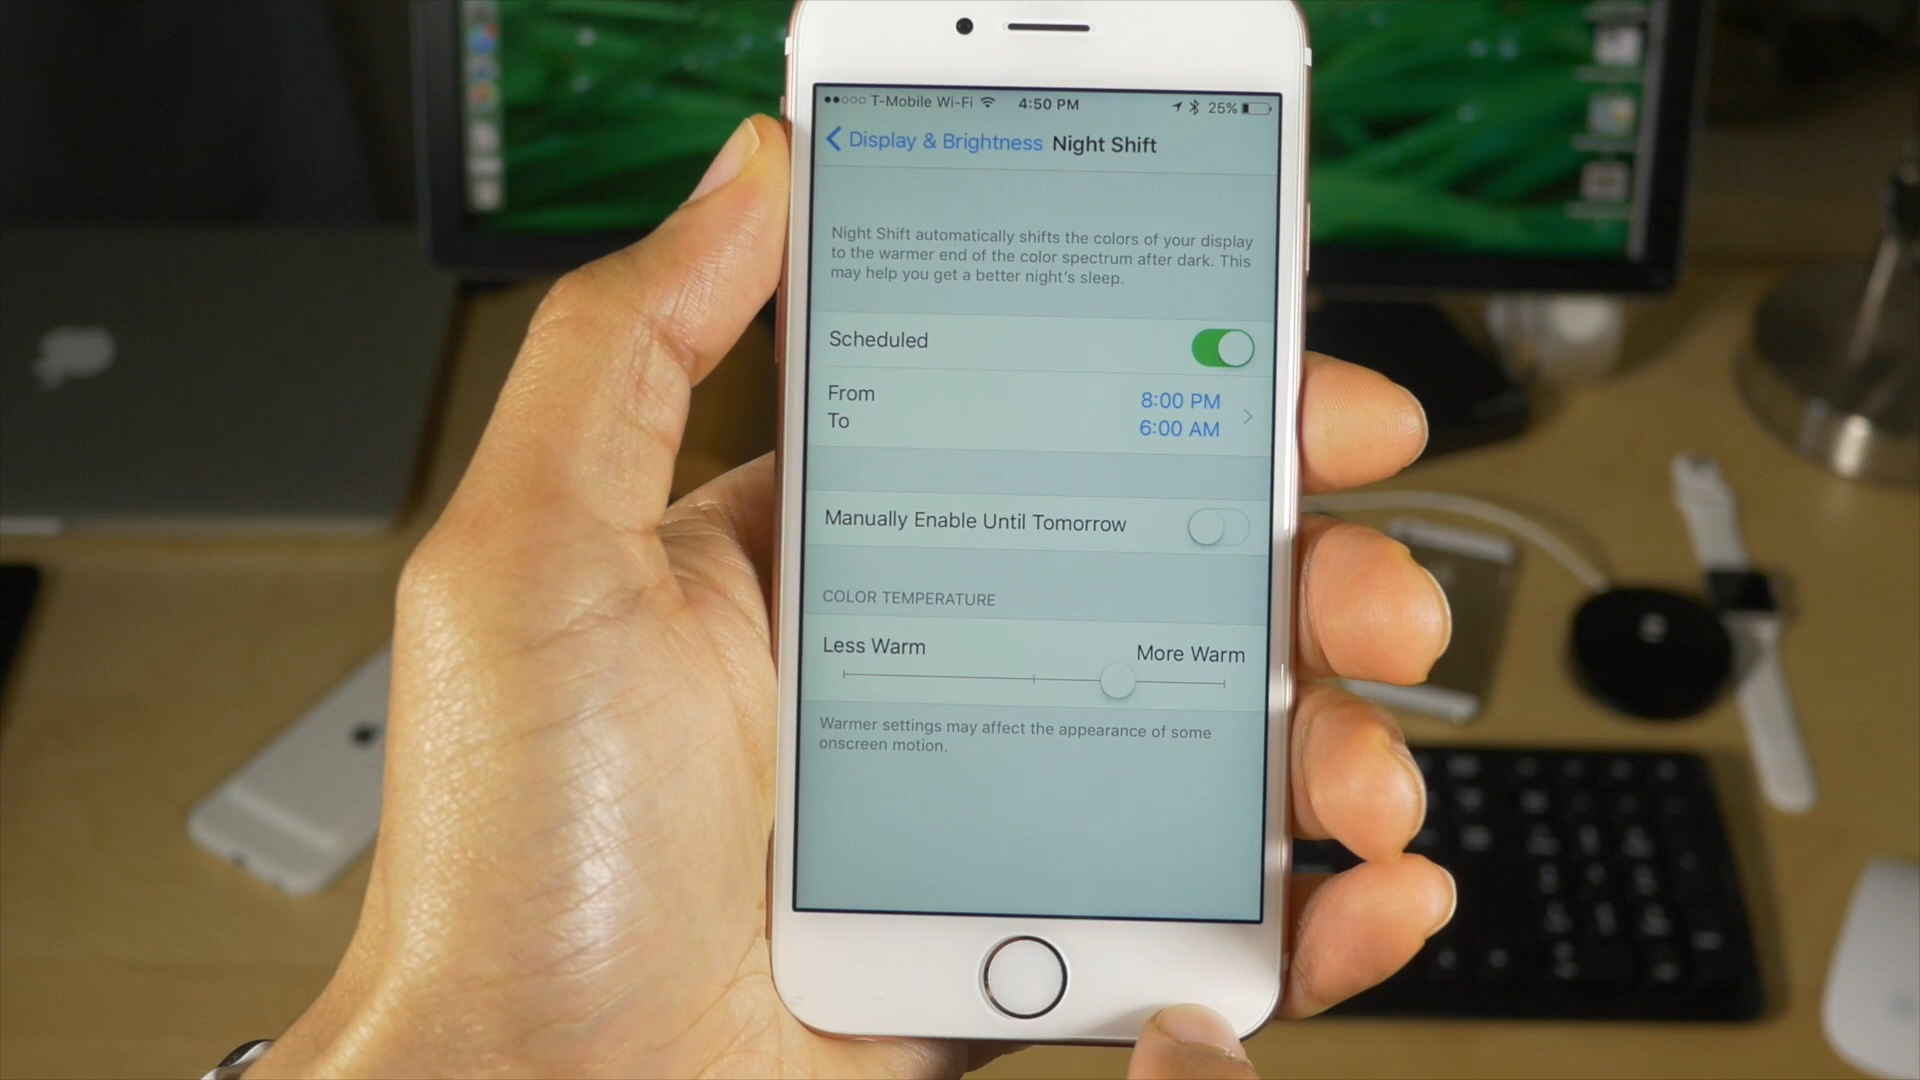 T-Mobile Wi-Fi 4:50 PM 25%
Display & Brightness Night Shift
Night Shift automatically shifts the colors of your display
to the warmer end of the color spectrum after dark. This
may help you get a better night's sleep.
Scheduled
From 8:00 PM
To 6:00 AM
Manually Enable Until Tomorrow
COLOR TEMPERATURE
Less Warm More Warm
Warmer settings may affect the appearance of some
onscreen motion.